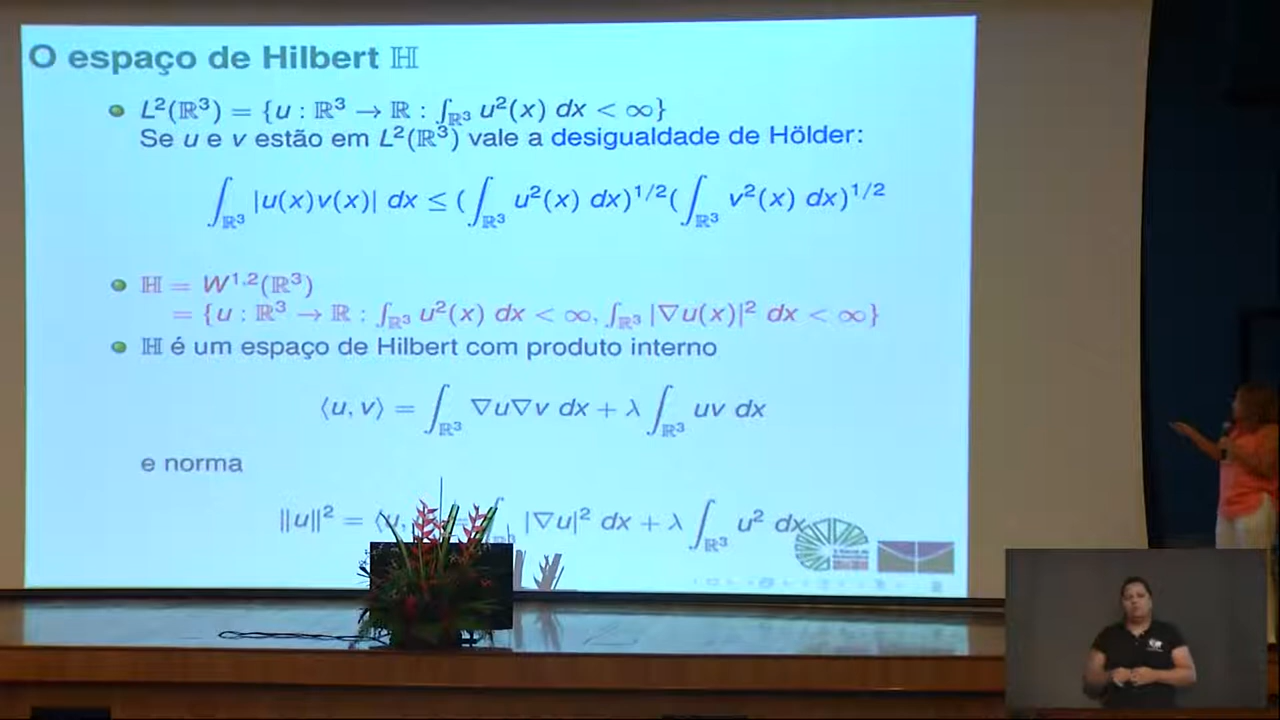 O espaço de Hilbert ℍ
L²(ℝ³) = {u : ℝ³ → ℝ : ∫_ℝ³ u²(x) dx < ∞}
Se u e v estão em L²(ℝ³) vale a desigualdade de Hölder:
∫_ℝ³ |u(x)v(x)| dx ≤ (∫_ℝ³ u²(x) dx)^1/2 (∫_ℝ³ v²(x) dx)^1/2
ℍ = W^1,2(ℝ³)
= {u : ℝ³ → ℝ : ∫_ℝ³ u²(x) dx < ∞, ∫_ℝ³ |∇u(x)|² dx < ∞}
ℍ é um espaço de Hilbert com produto interno
⟨u, v⟩ = ∫_ℝ³ ∇u∇v dx + λ ∫_ℝ³ uv dx
e norma
‖u‖² = ⟨u, = ∫_ℝ³ |∇u|² dx + λ ∫_ℝ³ u² dx